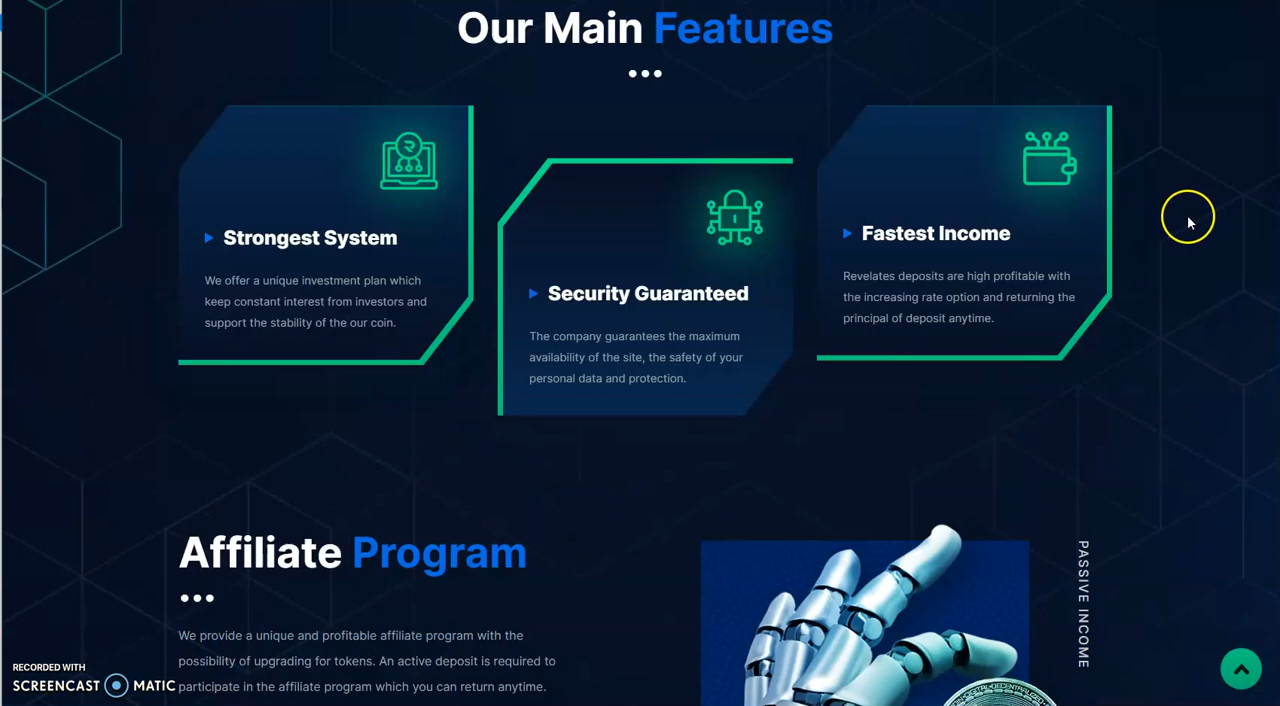 Our Main Features
Strongest System
We offer a unique investment plan which
keep constant interest from investors and
support the stability of the our coin.
Security Guaranteed
The company guarantees the maximum
availability of the site, the safety of your
personal data and protection.
Fastest Income
Revelates deposits are high profitable with
the increasing rate option and returning the
principal of deposit anytime.
Affiliate Program
We provide a unique and profitable affiliate program with the
possibility of upgrading for tokens. An active deposit is required to
participate in the affiliate program which you can return anytime.
PASSIVE INCOME
RECORDED WITH
SCREENCAST MATIC